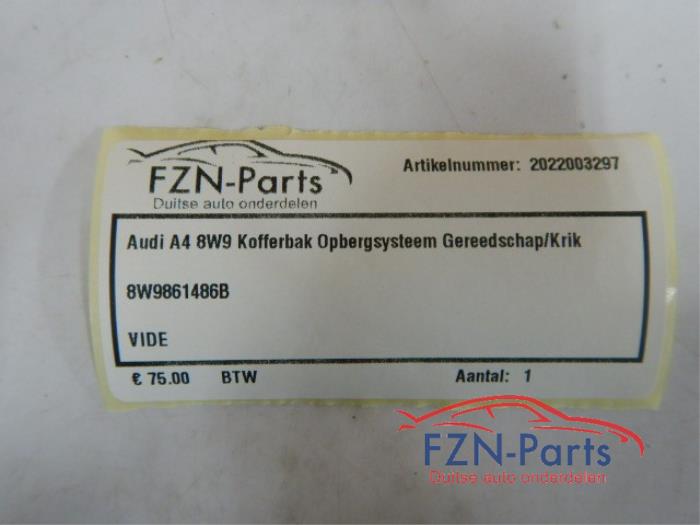 FZN-Parts
Duitse auto onderdelen
Artikelnummer: 2022003297
Audi A4 8W9 Kofferbak Opbergsysteem Gereedschap/Krik
8W9861486B
VIDE
€ 75.00 BTW Aantal: 1
FZN-Parts
Duitse auto onderdelen